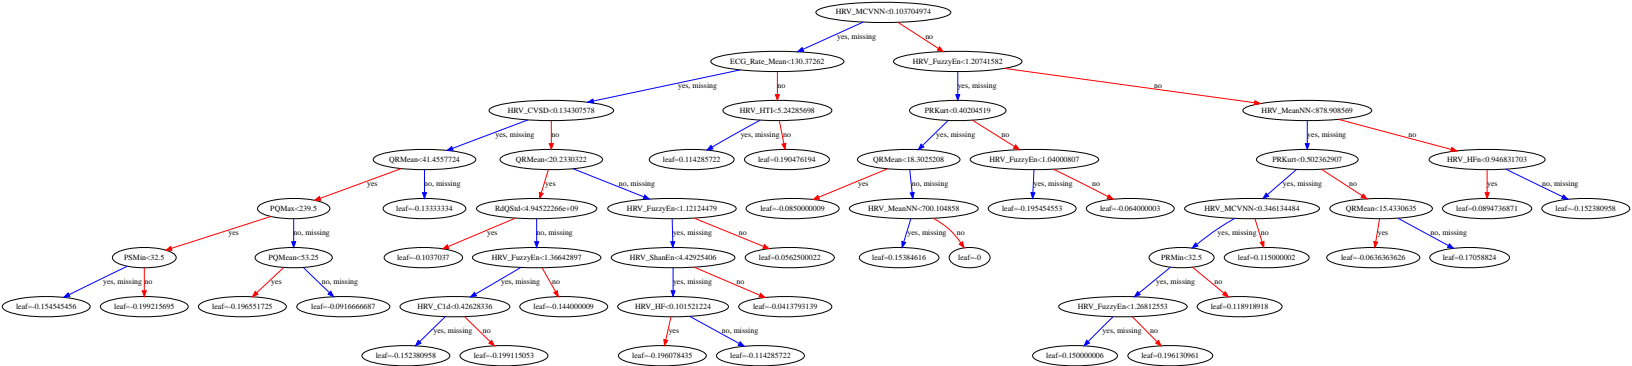 HRV_MCVNN<0.103704974
yes, missing
no
ECG_Rate_Mean<130.37262
HRV_FuzzyEn<1.20741582
yes, missing
no
yes, missing
no
HRV_CVSD<0.134307578
HRV_HTI<5.24285698
PRKurt<0.40204519
HRV_MeanNN<878.908569
yes, missing
no
yes, missing
no
yes, missing
no
yes, missing
no
QRMean<41.4557724
QRMean<20.2330322
leaf=0.114285722
leaf=-0.190476194
QRMean<18.3025208
HRV_FuzzyEn<1.04000807
PRKurt<0.502362907
HRV_HFn<0.946831703
yes
no, missing
yes
no, missing
yes
no, missing
yes, missing
no
yes, missing
no
yes
no, missing
PQMax<239.5
leaf=-0.13333334
RdQStd<4.94522266e+09
HRV_FuzzyEn<1.12124479
leaf=-0.0850000009
HRV_MeanNN<700.104858
leaf=-0.195454553
leaf=-0.064000003
HRV_MCVNN<0.346134484
QRMean<15.4330635
leaf=0.0894736871
leaf=-0.152380958
yes
no, missing
yes
no, missing
yes, missing
no
yes, missing
no
yes, missing
no
yes
no, missing
PSMin<32.5
PQMean<53.25
leaf=-0.1037037
HRV_FuzzyEn<1.36642897
HRV_ShanEn<4.42925406
leaf=0.0562500022
leaf=0.15384616
leaf=-0
PRMin<32.5
leaf=0.115000002
leaf=-0.0636363626
leaf=0.17058824
yes, missing
no
yes
no, missing
yes, missing
no
yes, missing
no
yes, missing
no
leaf=-0.154545456
leaf=-0.199215695
leaf=-0.196551725
leaf=-0.0916666687
HRV_C1d<0.42628336
leaf=-0.144000009
HRV_HF<0.101521224
leaf=-0.0413793139
HRV_FuzzyEn<1.26812553
leaf=0.118918918
yes, missing
no
yes
no, missing
yes, missing
no
leaf=-0.152380958
leaf=-0.199115053
leaf=-0.196078435
leaf=-0.114285722
leaf=0.150000006
leaf=0.196130961